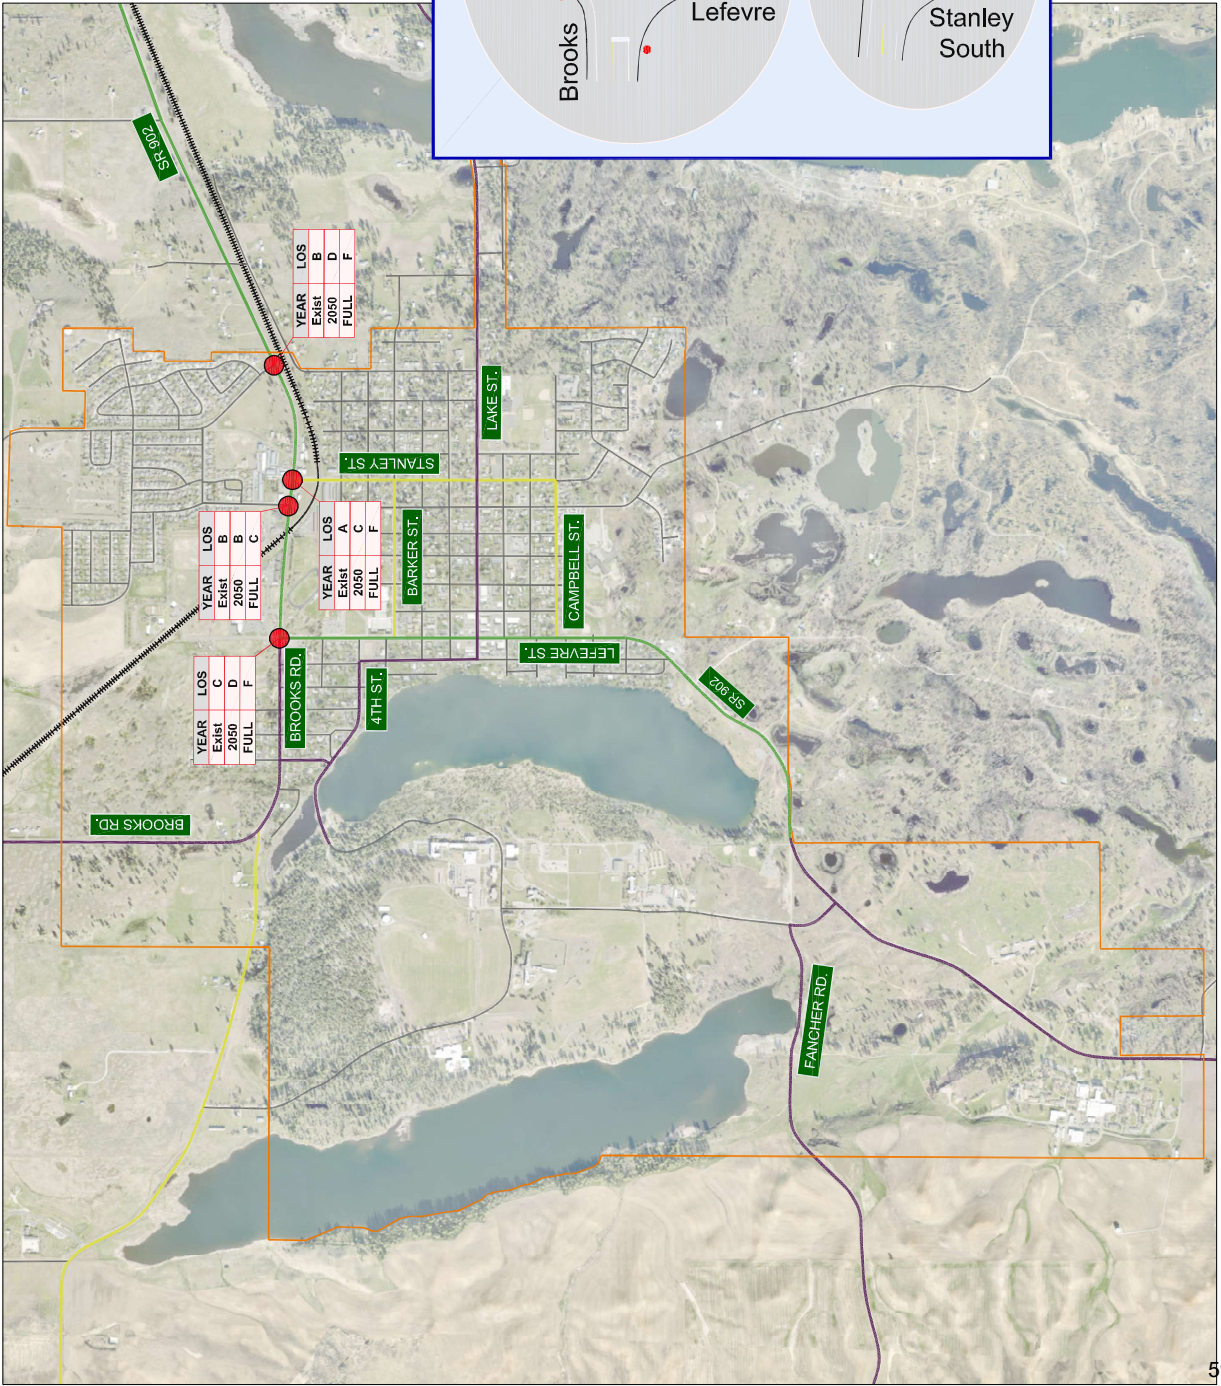 Brooks
Lefevre
Stanley
South
SR 902
YEAR LOS
Exist B
2050 D
FULL F
LAKE ST.
STANLEY ST.
YEAR LOS
Exist B
2050 B
FULL C
YEAR LOS
Exist A
2050 C
FULL F
BARKER ST.
CAMPBELL ST.
LEFEVRE ST.
YEAR LOS
Exist C
2050 D
FULL F
BROOKS RD.
4TH ST.
SR 902
BROOKS RD.
FANCHER RD.
5